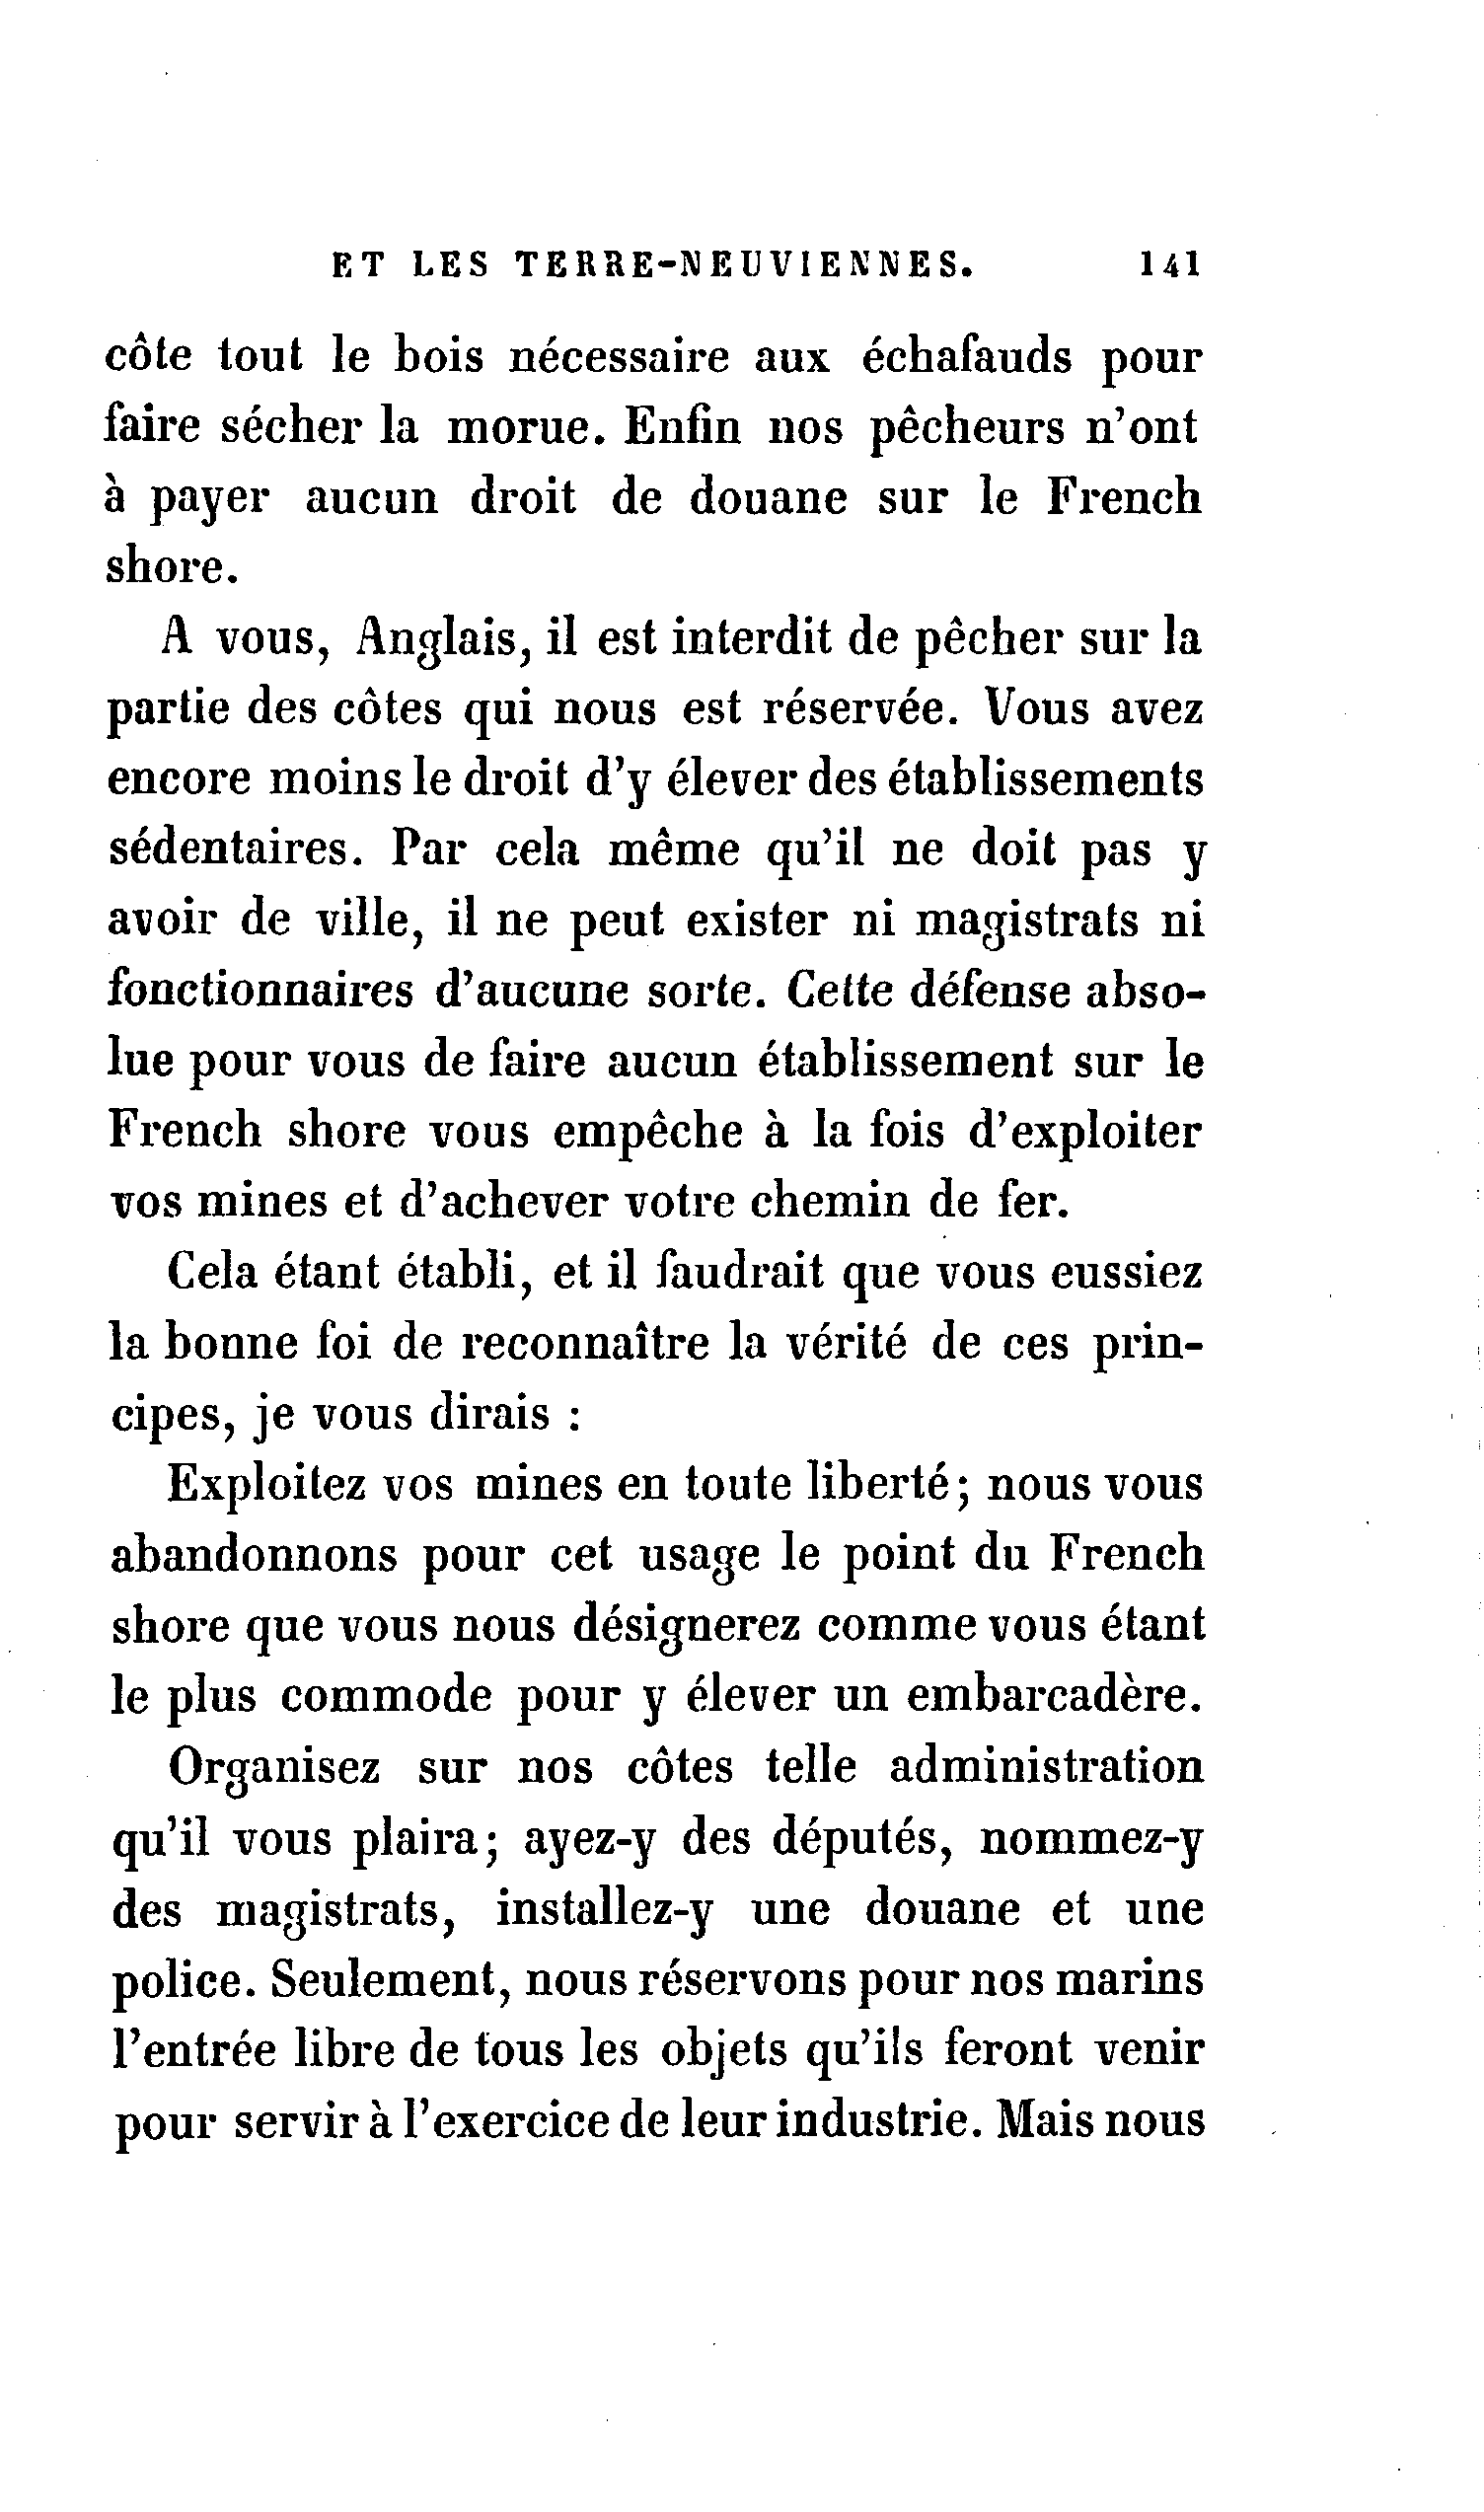 ET LES TERRE-NEUVIENNES. 141
côte tout le bois nécessaire aux échafauds pour
faire sécher la morue. Enfin nos pêcheurs n'ont
à payer aucun droit de douane sur le French
shore.
A vous, Anglais, il est interdit de pêcher sur la
partie des côtes qui nous est réservée. Vous avez
encore moins le droit d'y élever des établissements
sédentaires. Par cela même qu'il ne doit pas y
avoir de ville, il ne peut exister ni magistrats ni
fonctionnaires d'aucune sorte. Cette défense abso-
lue pour vous de faire aucun établissement sur le
French shore vous empêche à la fois d'exploiter
vos mines et d'achever votre chemin de fer.
Cela étant établi, et il faudrait que vous eussiez
la bonne foi de reconnaître la vérité de ces prin-
cipes, je vous dirais :
Exploitez vos mines en toute liberté; nous vous
abandonnons pour cet usage le point du French
shore que vous nous désignerez comme vous étant
le plus commode pour y élever un embarcadère.
Organisez sur nos côtes telle administration
qu'il vous plaira; ayez-y des députés, nommez-y
des magistrats, installez-y une douane et une
police. Seulement, nous réservons pour nos marins
l'entrée libre de tous les objets qu'ils feront venir
pour servir à l'exercice de leur industrie. Mais nous